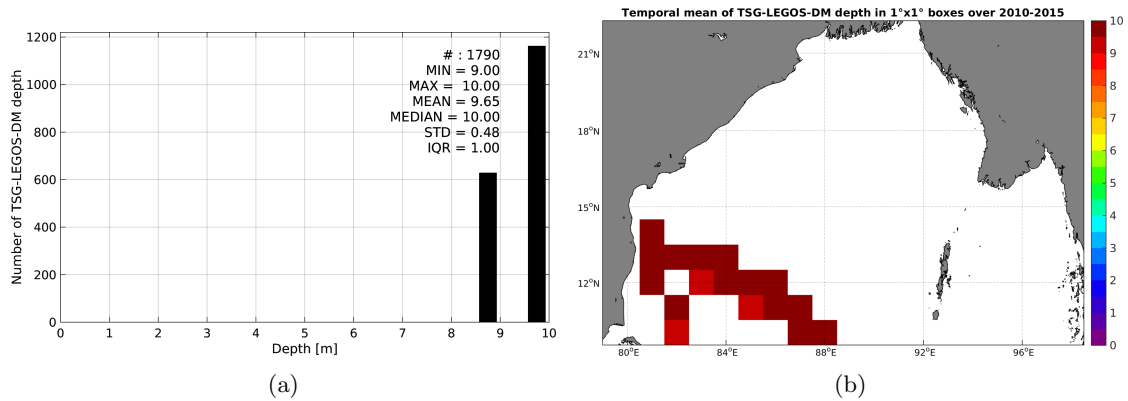 Number of TSG-LEGOS-DM depth
1200
1000
800
600
400
200
0
# : 1790
MIN = 9.00
MAX = 10.00
MEAN = 9.65
MEDIAN = 10.00
STD = 0.48
IQR = 1.00
0 1 2 3 4 5 6 7 8 9 10
Depth [m]
(a)
Temporal mean of TSG-LEGOS-DM depth in 1°x1° boxes over 2010-2015
21°N
18°N
15°N
12°N
80°E 84°E 88°E 92°E 96°E
10
9
8
7
6
5
4
3
2
1
0
(b)